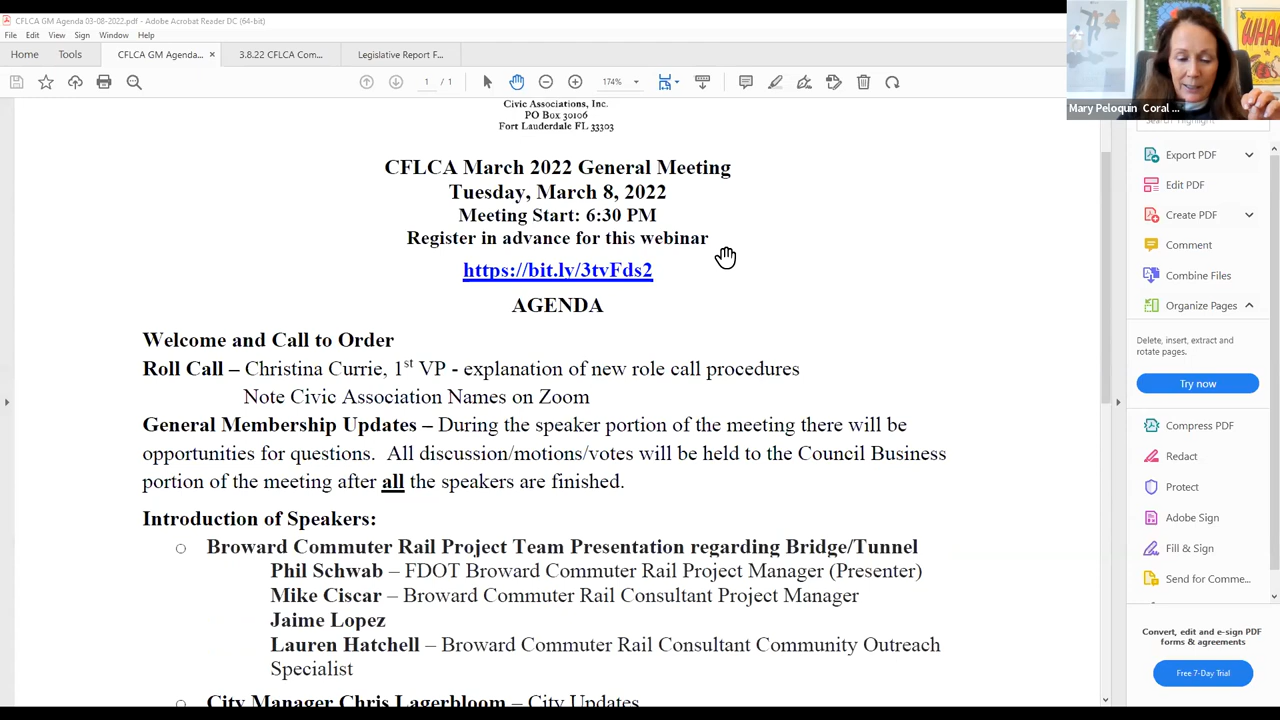 CFLCA GM Agenda 03-08-2022.pdf - Adobe Acrobat Reader DC (64-bit)
File Edit View Sign Window Help
Home Tools CFLCA GM Agenda... × 3.8.22 CFLCA Com... Legislative Report F...
1 / 1 174%
Mary Peloquin Coral ...
WHA
Civic Associations, Inc.
PO Box 30106
Fort Lauderdale FL 33303
CFLCA March 2022 General Meeting
Tuesday, March 8, 2022
Meeting Start: 6:30 PM
Register in advance for this webinar
https://bit.ly/3tvFds2
AGENDA
Welcome and Call to Order
Roll Call – Christina Currie, 1st VP - explanation of new role call procedures
Note Civic Association Names on Zoom
General Membership Updates – During the speaker portion of the meeting there will be
opportunities for questions. All discussion/motions/votes will be held to the Council Business
portion of the meeting after all the speakers are finished.
Introduction of Speakers:
○ Broward Commuter Rail Project Team Presentation regarding Bridge/Tunnel
Phil Schwab – FDOT Broward Commuter Rail Project Manager (Presenter)
Mike Ciscar – Broward Commuter Rail Consultant Project Manager
Jaime Lopez
Lauren Hatchell – Broward Commuter Rail Consultant Community Outreach
Specialist
○ City Manager Chris Lagerbloom – City Updates
Export PDF
Edit PDF
Create PDF
Comment
Combine Files
Organize Pages
Delete, insert, extract and
rotate pages.
Try now
Compress PDF
Redact
Protect
Adobe Sign
Fill & Sign
Send for Comme...
Convert, edit and e-sign PDF
forms & agreements
Free 7-Day Trial